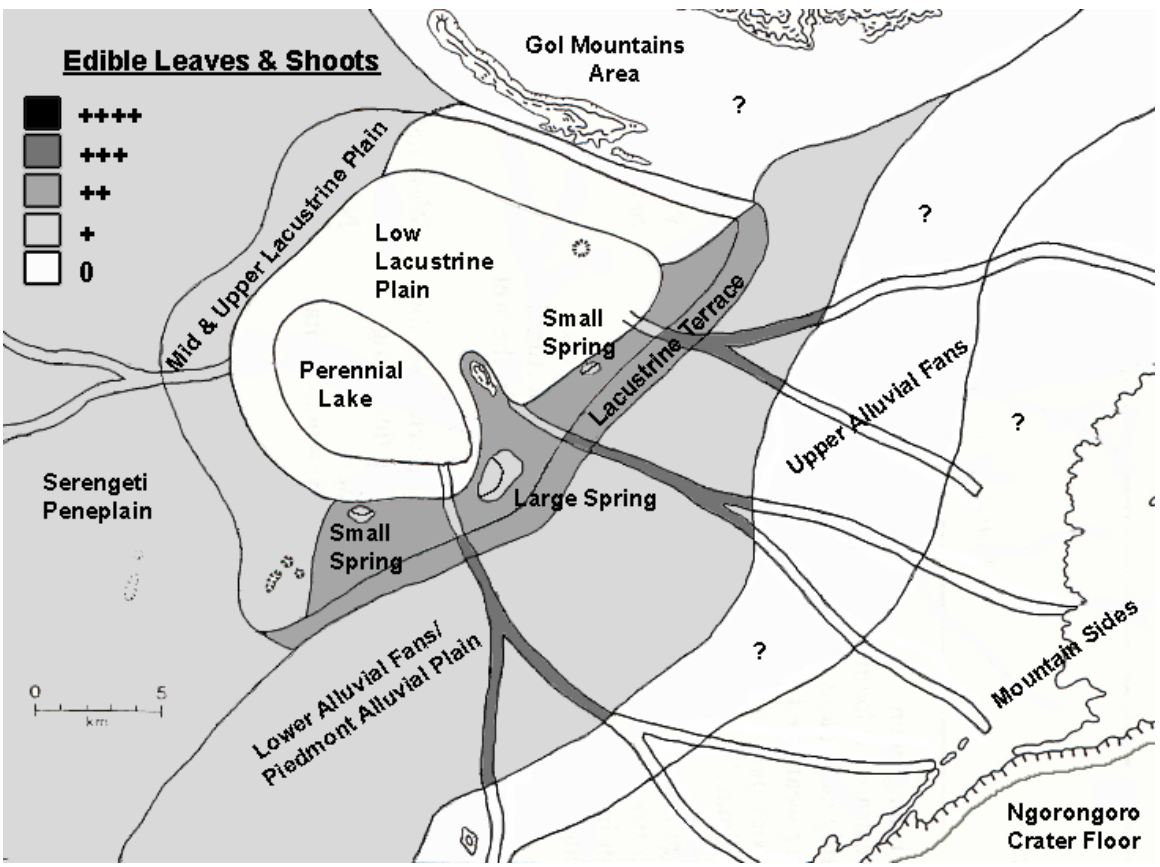 Edible Leaves & Shoots
++++
+++
++
+
0
Gol Mountains
Area
?
?
?
?
Mid & Upper Lacustrine Plain
Low
Lacustrine
Plain
Small
Spring
Lacustrine Terrace
Perennial
Lake
Upper Alluvial Fans
Serengeti
Peneplain
Large Spring
Small
Spring
Lower Alluvial Fans/
Piedmont Alluvial Plain
Mountain Sides
0 5
km
Ngorongoro
Crater Floor